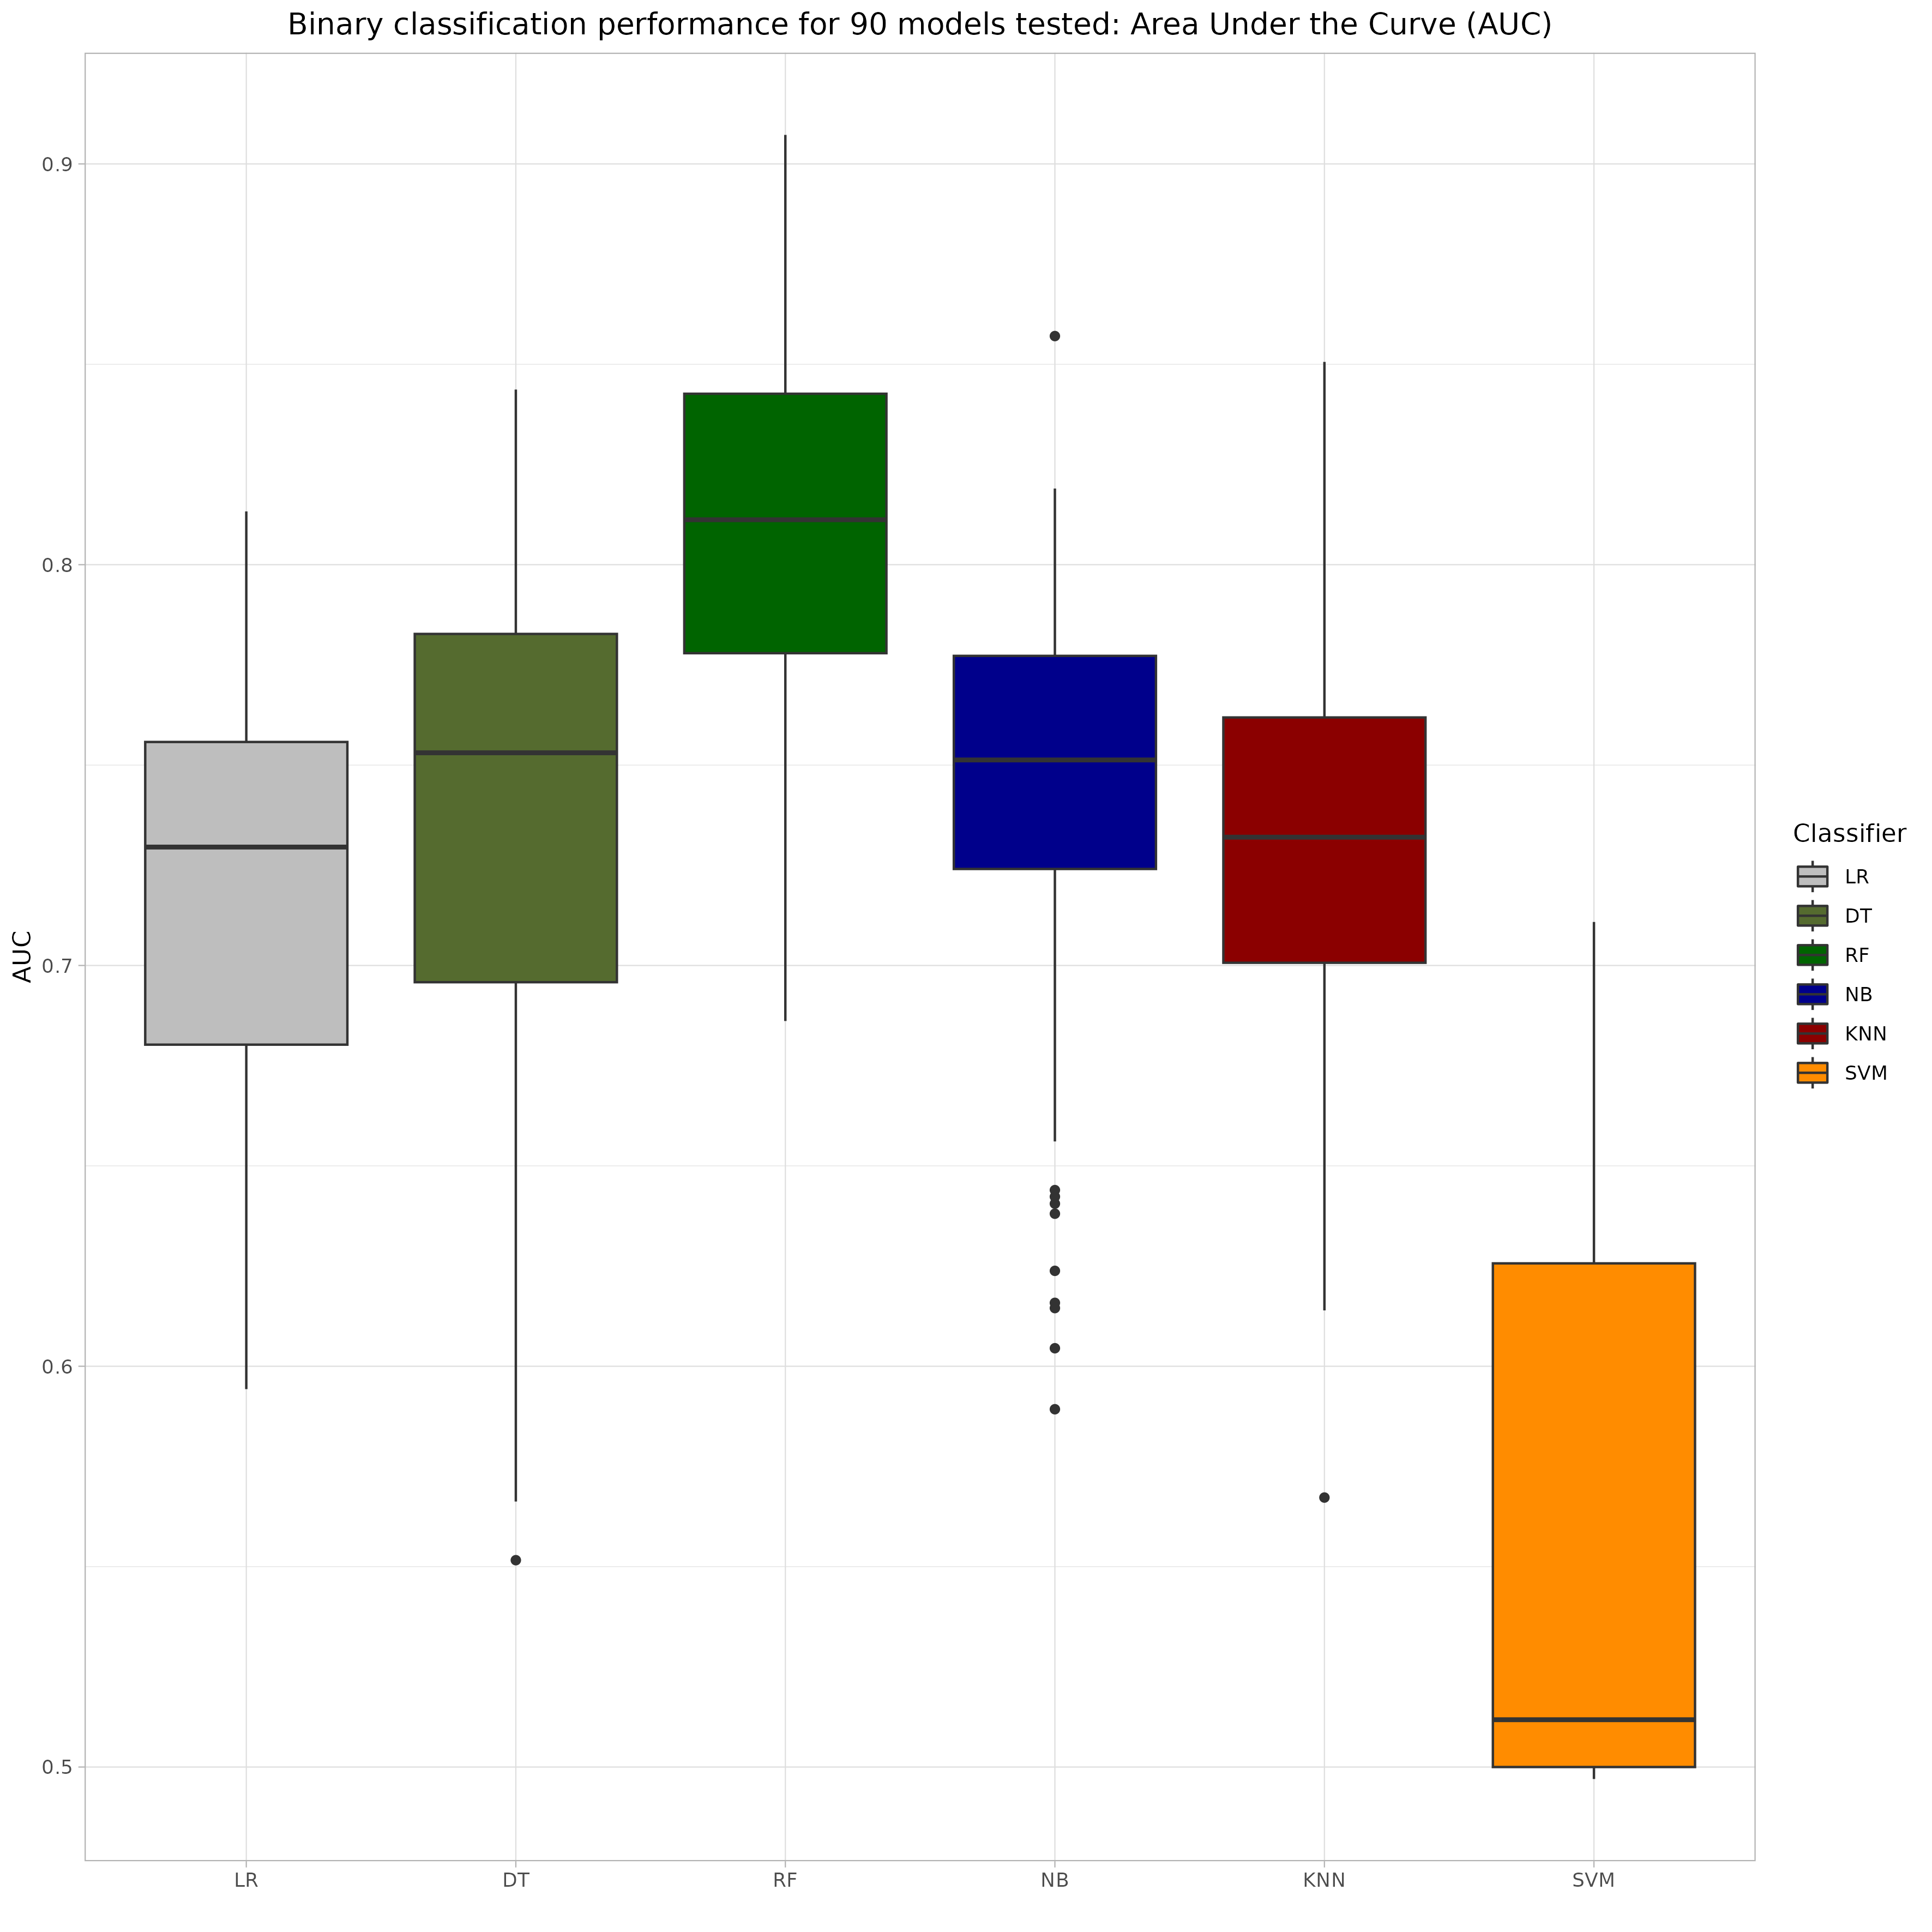 Binary classification performance for 90 models tested: Area Under the Curve (AUC)
AUC
0.9
0.8
0.7
0.6
0.5
LR DT RF NB KNN SVM
Classifier
LR
DT
RF
NB
KNN
SVM